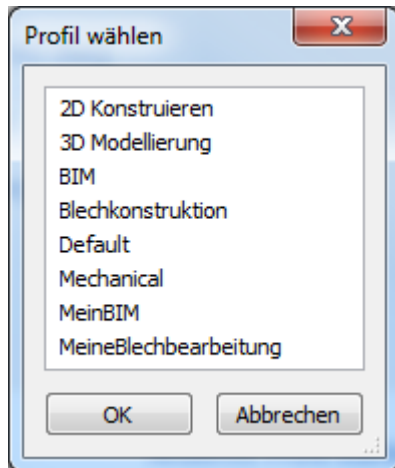 Profil wählen
2D Konstruieren
3D Modellierung
BIM
Blechkonstruktion
Default
Mechanical
MeinBIM
MeineBlechbearbeitung
OK Abbrechen